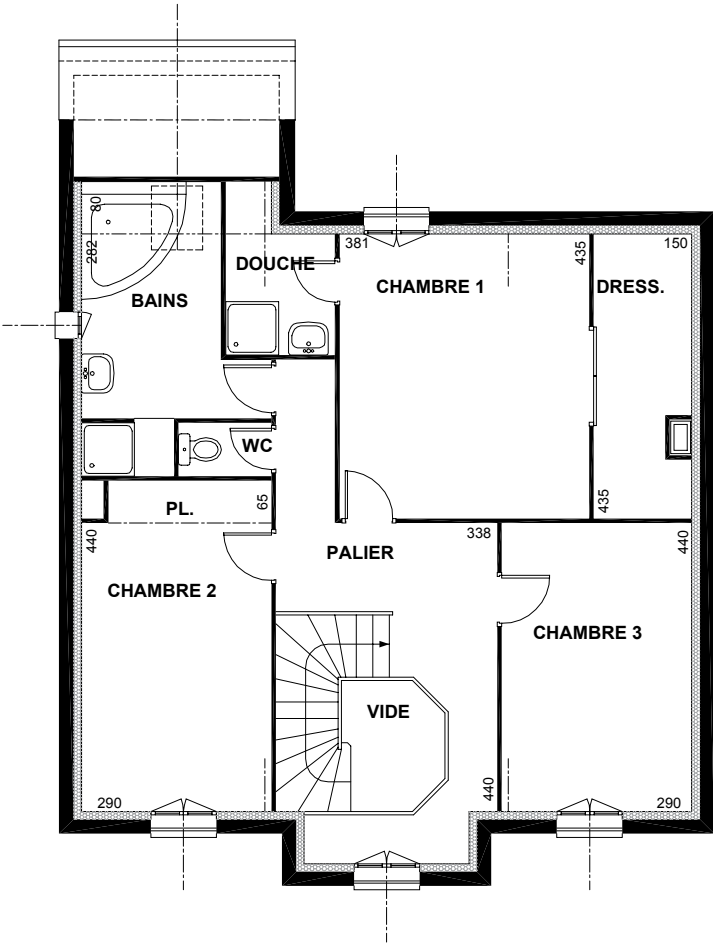 80
282
BAINS
DOUCHE
381
CHAMBRE 1
435
DRESS.
150
WC
PL.
65
435
440
CHAMBRE 2
PALIER
338
440
CHAMBRE 3
VIDE
290
440
290